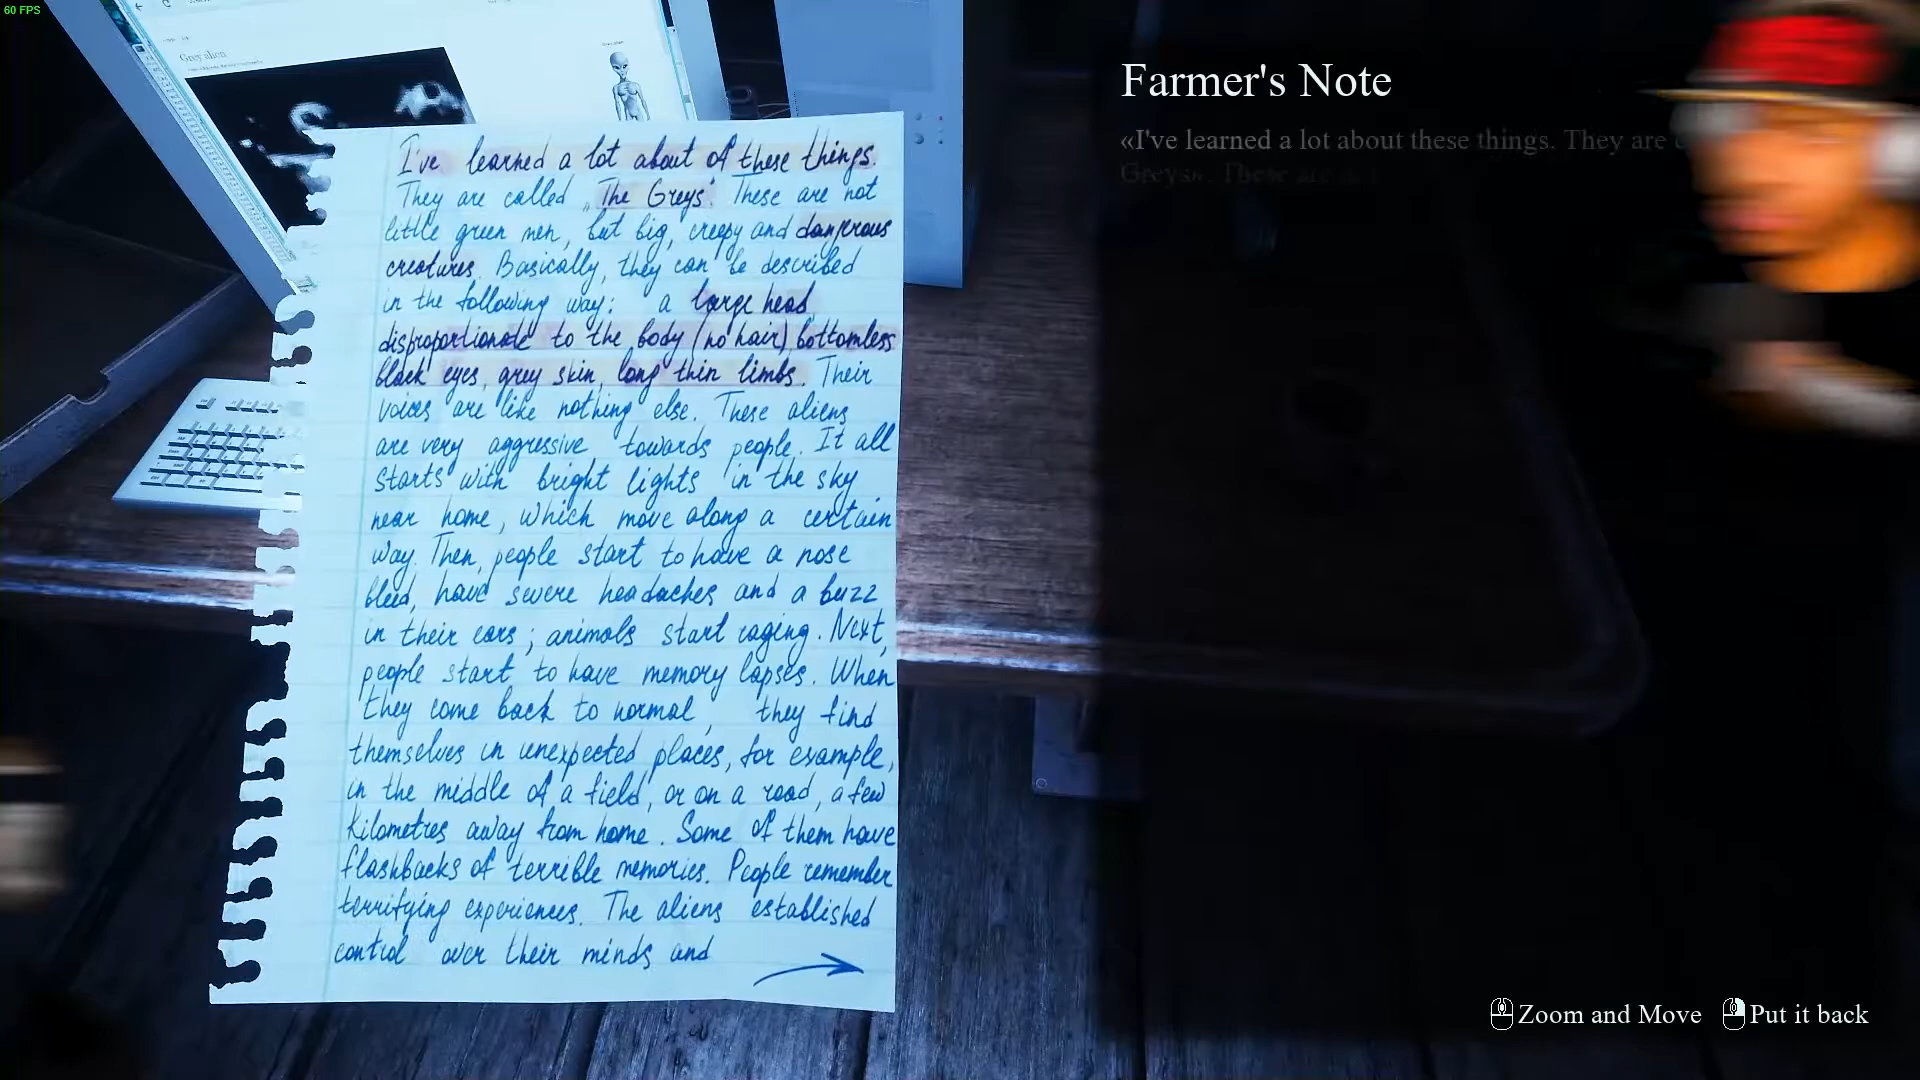 60 FPS
Grey alien
Farmer's Note
«I've learned a lot about these things. They are
Greys». These are
I've learned a lot about of these things.
They are called „The Greys". These are not
little green men, but big, creepy and dangerous
creatures. Basically, they can be described
in the following way: a large head,
disproportionate to the body (no hair) bottomless
black eyes, grey skin, long thin limbs. Their
voices are like nothing else. These aliens
are very aggressive towards people. It all
starts with bright lights in the sky
near home, which move along a certain
way. Then, people start to have a nose
bleed, have severe headaches and a buzz
in their ears; animals start raging. Next,
people start to have memory lapses. When
they come back to normal, they find
themselves in unexpected places, for example,
in the middle of a field, or on a road, a few
kilometres away from home. Some of them have
flashbacks of terrible memories. People remember
terrifying experiences. The aliens established
control over their minds and
Zoom and Move
Put it back